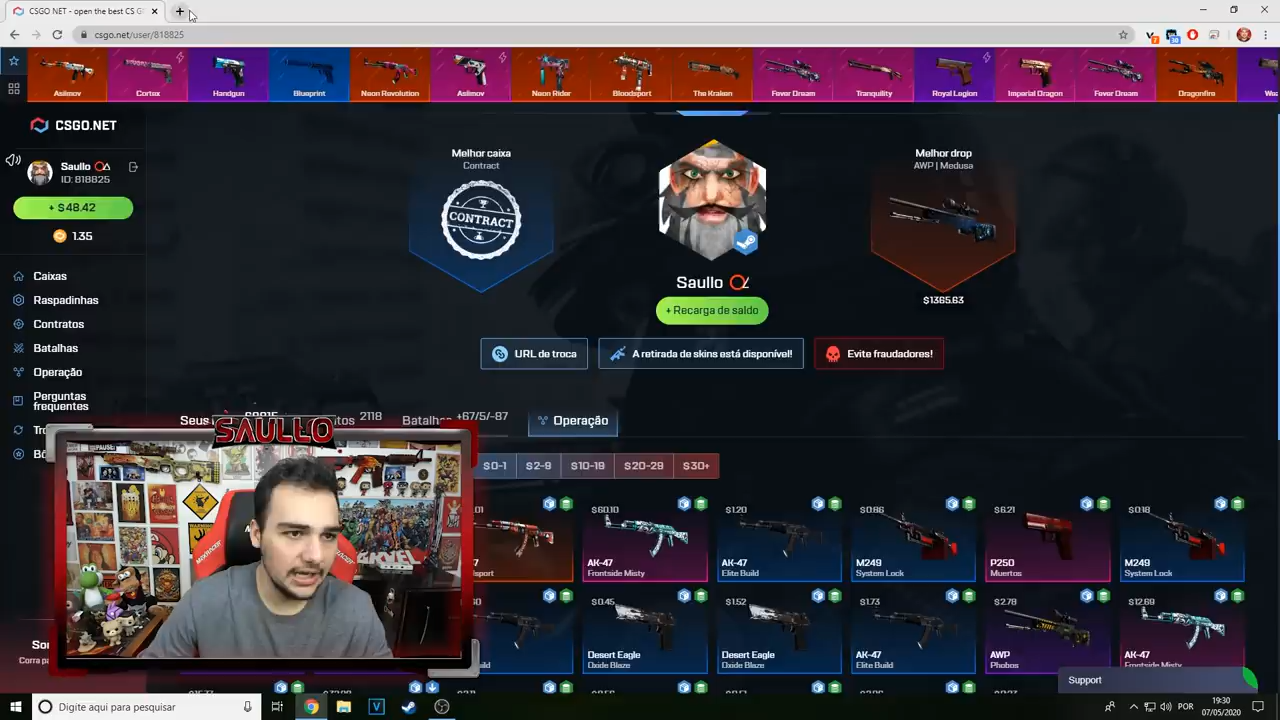 CSGO NET - open the best CS G
csgo.net/user/818825
7
30
Asiimov
Cortex
Handgun
Blueprint
Neon Revolution
Asiimov
Neon Rider
Bloodsport
The Kraken
Fever Dream
Tranquility
Royal Legion
Imperial Dragon
Fever Dream
Dragonfire
CSGO.NET
Saullo
ID: 818825
+ $48.42
1.35
Caixas
Raspadinhas
Contratos
Batalhas
Operação
Perguntas
frequentes
Melhor caixa
Contract
CONTRACT
Saullo
+ Recarga de saldo
Melhor drop
AWP | Medusa
$1365.63
URL de troca
A retirada de skins está disponível!
Evite fraudadores!
Seus
2118
Batalhas +67/5/-87
Operação
$0-1
$2-9
$10-19
$20-29
$30+
$60.10
AK-47
Frontside Misty
$1.20
AK-47
Elite Build
$0.86
M249
System Lock
$6.21
P250
Muertos
$0.18
M249
System Lock
$0.45
Desert Eagle
Oxide Blaze
$1.52
Desert Eagle
Oxide Blaze
$1.73
AK-47
Elite Build
$2.78
AWP
Phobos
$12.69
AK-47
Frontside Misty
SAULLO
MARVEL
Support
Digite aqui para pesquisar
POR
19:30
07/05/2020